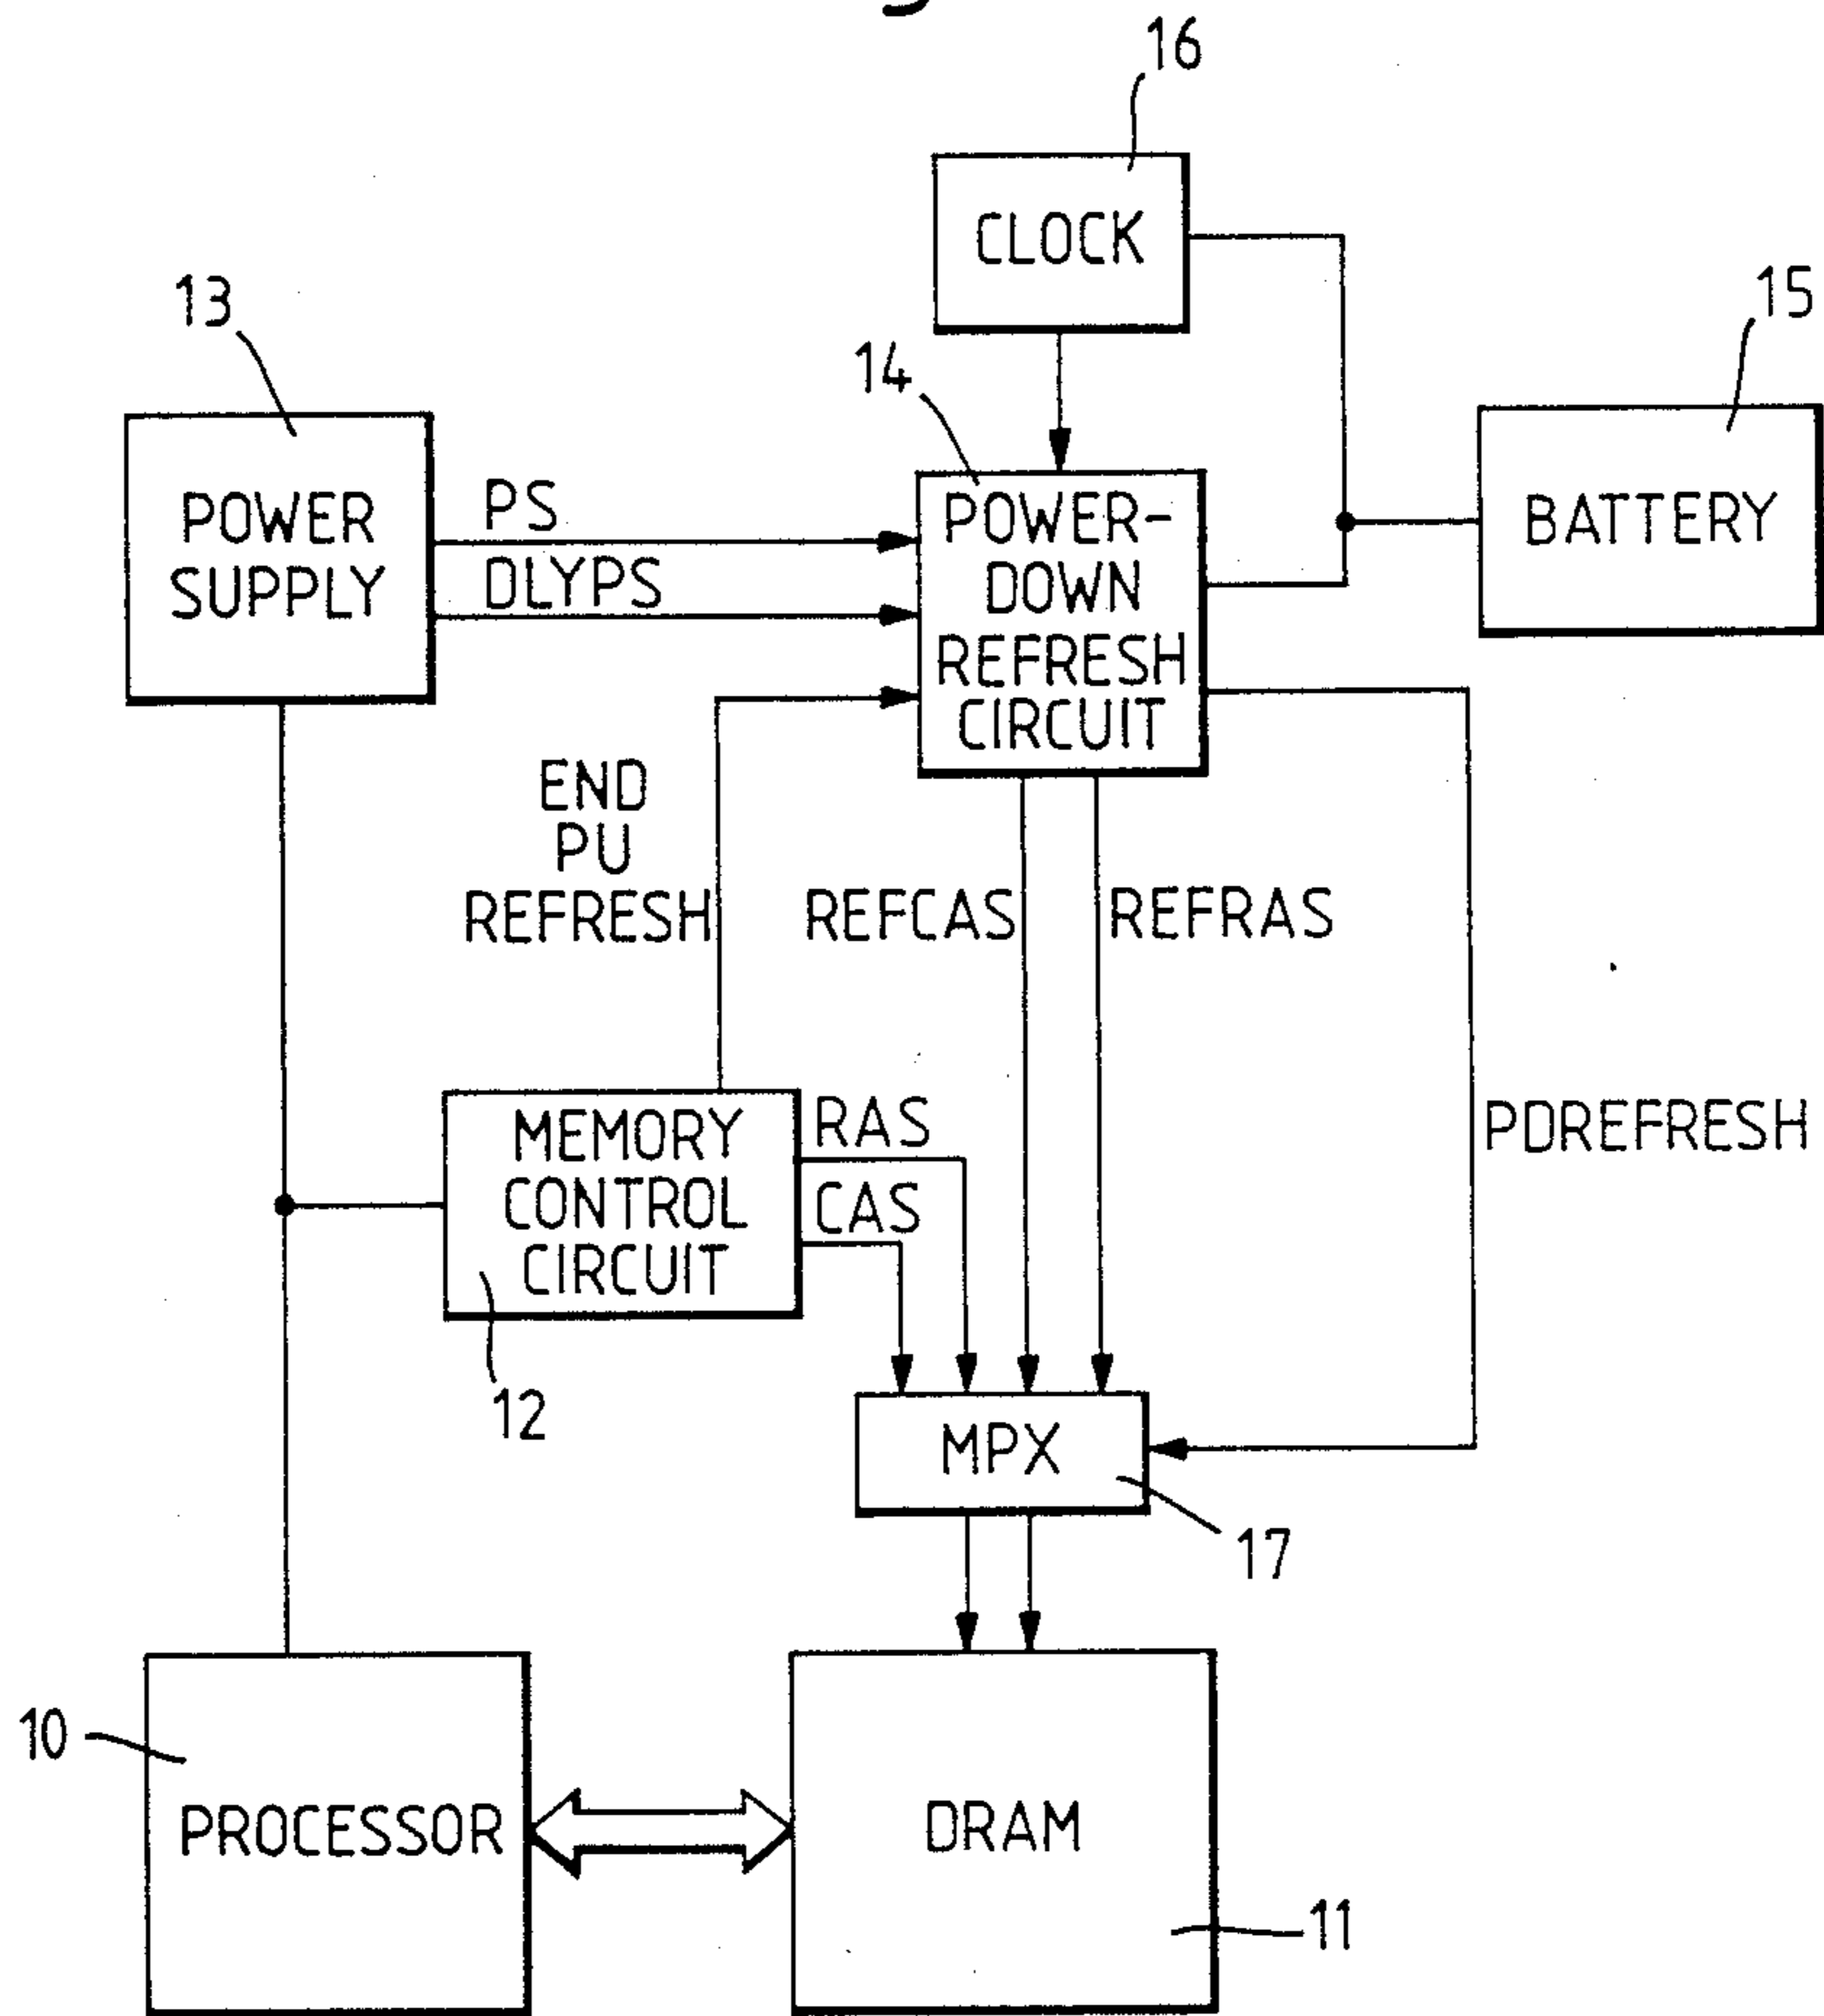 16
CLOCK
13
15
14
POWER
SUPPLY
PS
DLYPS
POWER-
DOWN
REFRESH
CIRCUIT
BATTERY
END
PU
REFRESH
REFCAS
REFRAS
PDREFRESH
MEMORY
CONTROL
CIRCUIT
RAS
CAS
12
MPX
17
10
PROCESSOR
DRAM
11